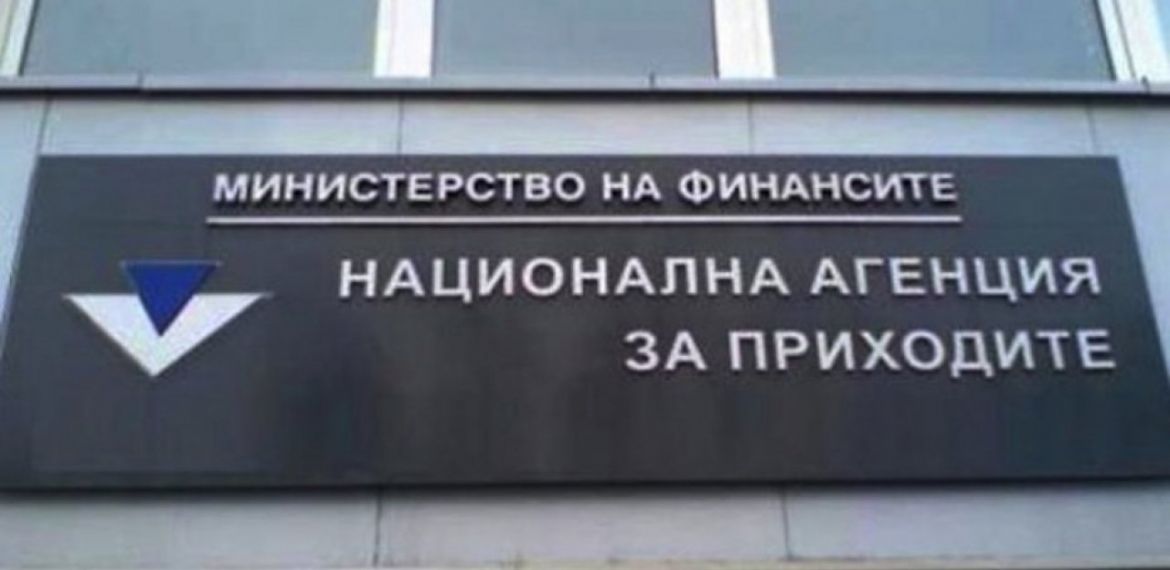 МИНИСТЕРСТВО НА ФИНАНСИТЕ
НАЦИОНАЛНА АГЕНЦИЯ
ЗА ПРИХОДИТЕ